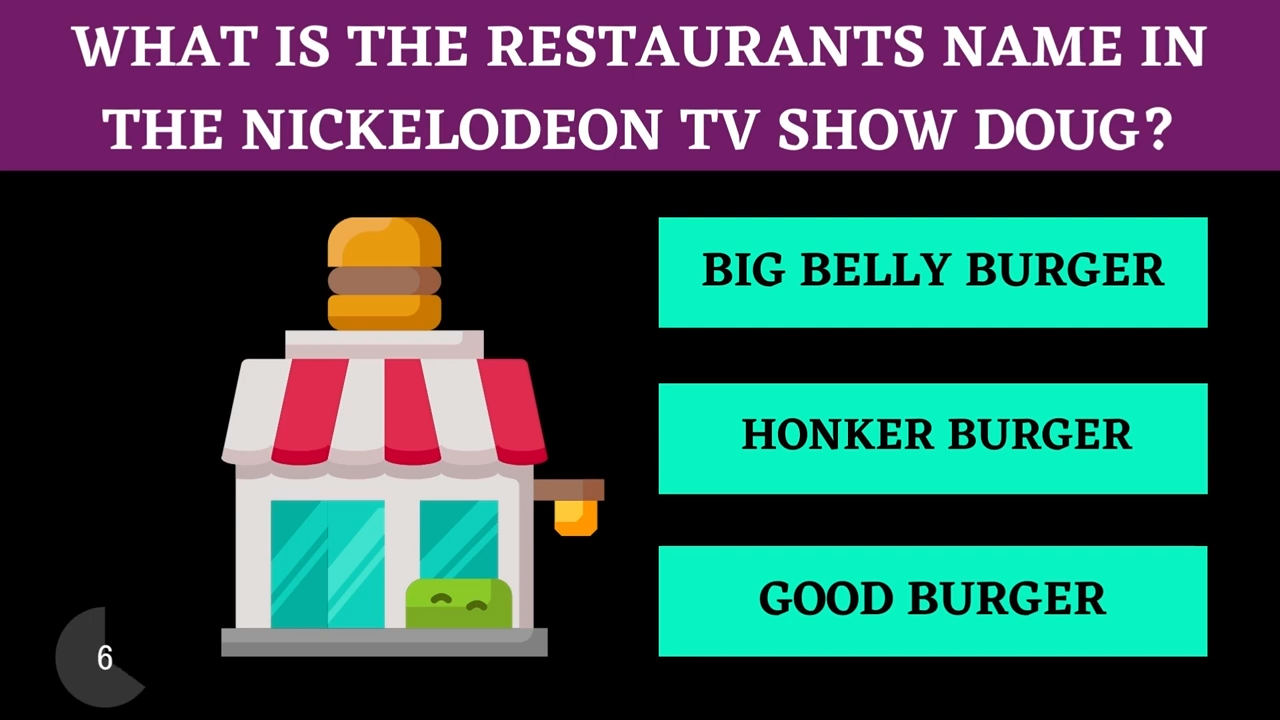 WHAT IS THE RESTAURANTS NAME IN
THE NICKELODEON TV SHOW DOUG?
BIG BELLY BURGER
HONKER BURGER
GOOD BURGER
6